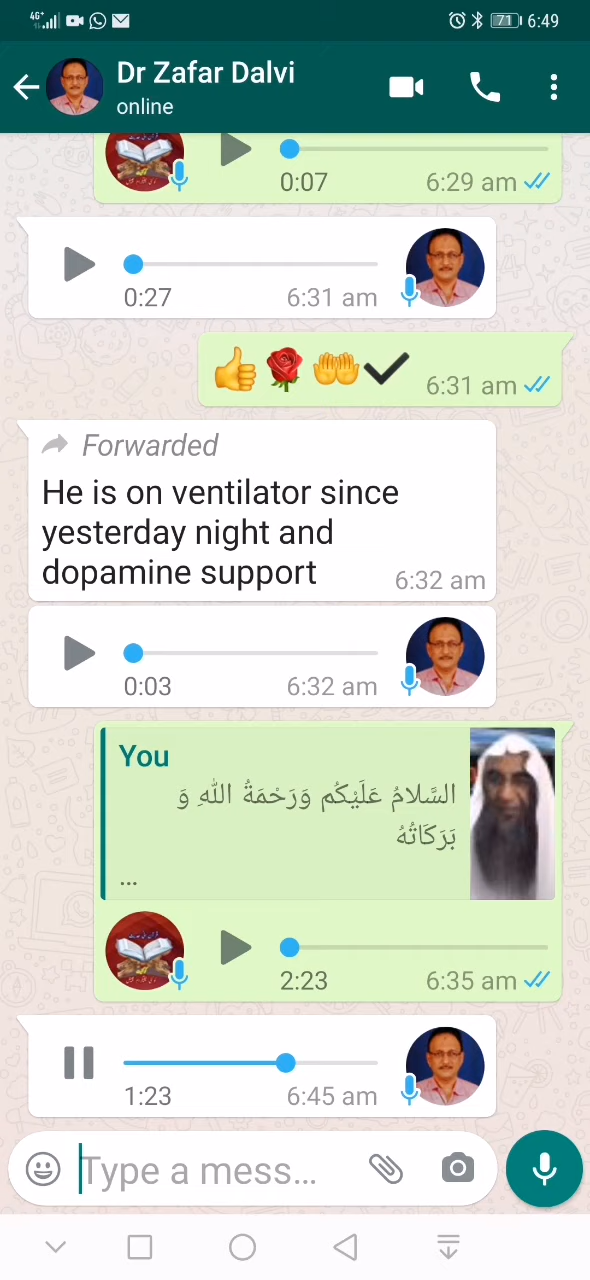 4G+ 71 6:49
Dr Zafar Dalvi
online
0:07 6:29 am
0:27 6:31 am
6:31 am
Forwarded
He is on ventilator since
yesterday night and
dopamine support 6:32 am
0:03 6:32 am
You
السَّلامُ عَلَيْكُم وَرَحْمَةُ اللهِ وَ
بَرَكَاتُهُ
...
2:23 6:35 am
1:23 6:45 am
Type a mess...